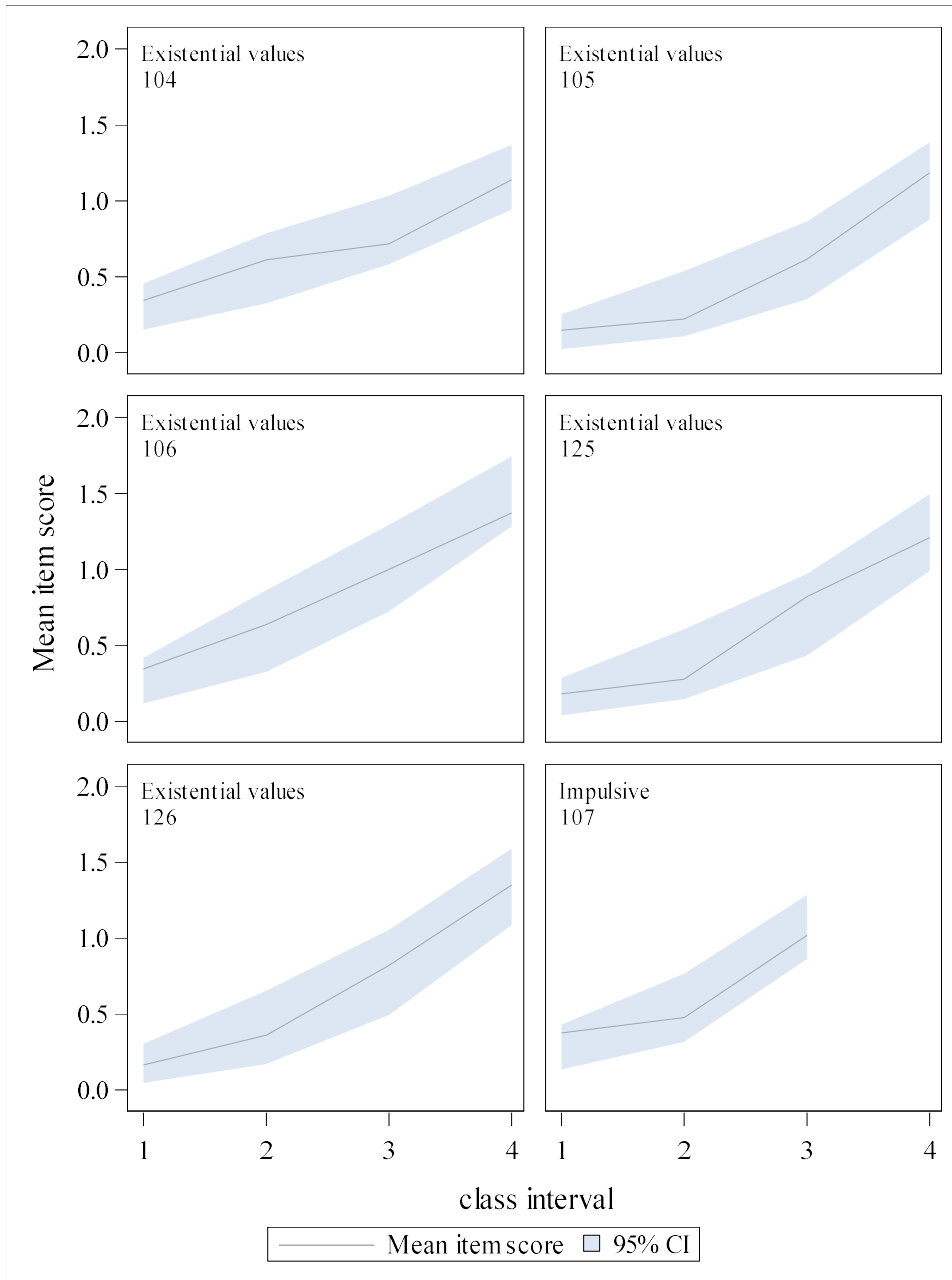 Existential values
104
Existential values
105
2.0
1.5
1.0
0.5
0.0
Existential values
106
Existential values
125
2.0
1.5
1.0
0.5
0.0
Mean item score
Existential values
126
Impulsive
107
2.0
1.5
1.0
0.5
0.0
1 2 3 4 1 2 3 4
class interval
Mean item score 95% CI